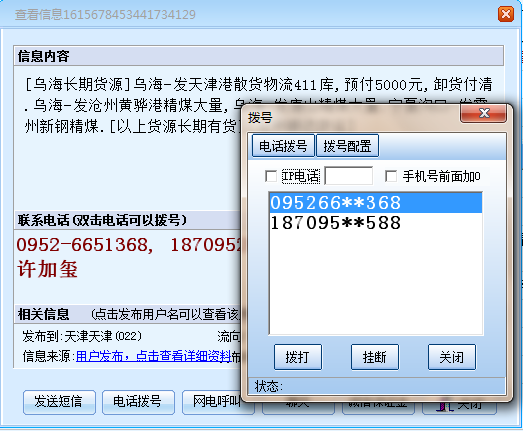 查看信息1615678453441734129
信息内容
[乌海长期货源]乌海-发天津港散货物流411库,预付5000元,卸货付清
.乌海-发沧州黄骅港精煤大量,乌
州新钢精煤.[以上货源长期有货
联系电话(双击电话可以拨号)
0952-6651368, 187095
许加玺
相关信息 (点击发布用户名可以查看该
发布到:天津天津(022) 流向
信息来源:用户发布,点击查看详细资料
发送短信 电话拨号 网电呼叫
拨号
电话拨号 拨号配置
IP电话 手机号前面加0
095266**368
187095**588
拨打 挂断 关闭
状态: